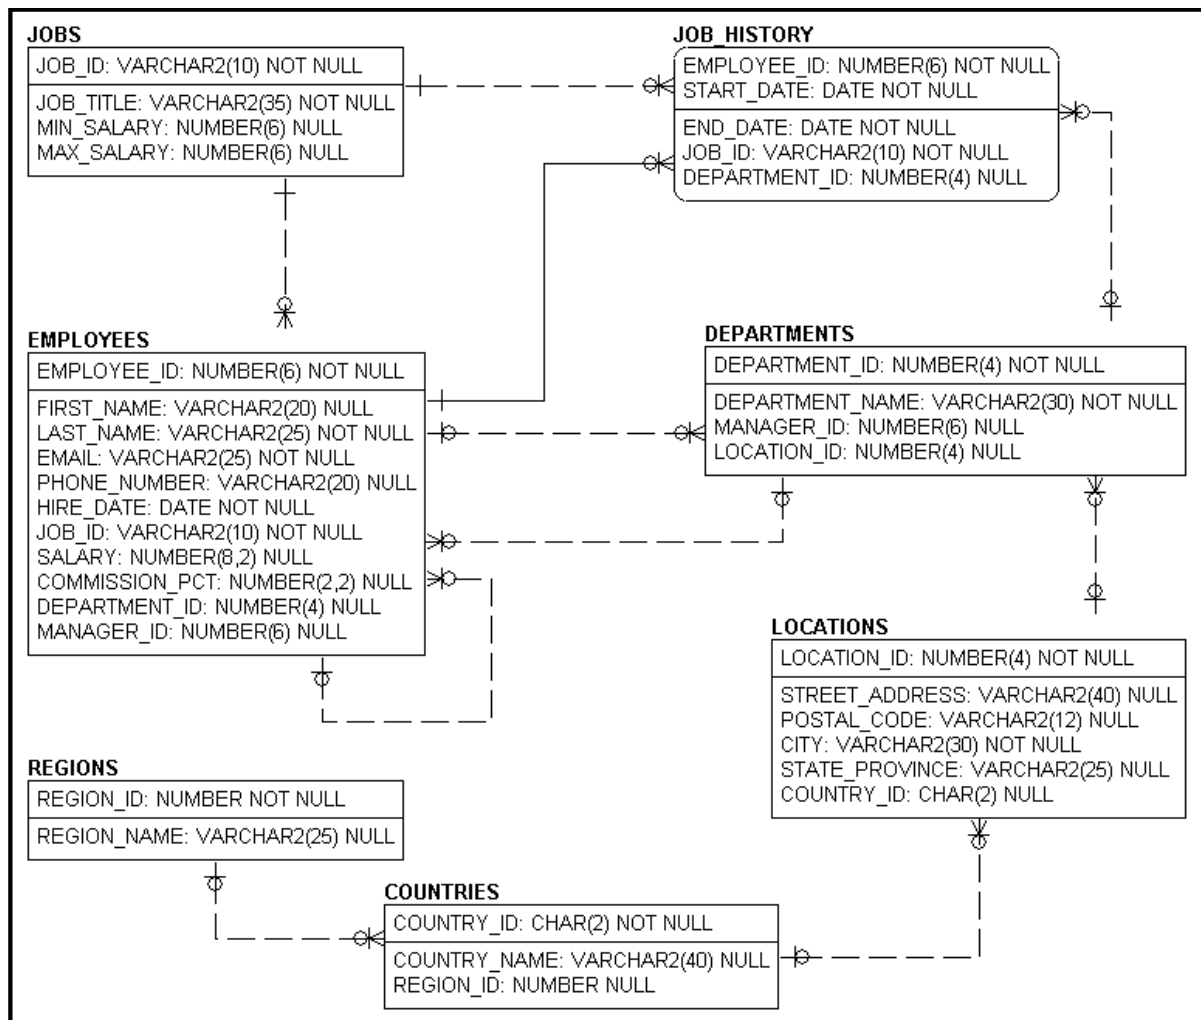 JOBS
JOB_ID: VARCHAR2(10) NOT NULL
JOB_TITLE: VARCHAR2(35) NOT NULL
MIN_SALARY: NUMBER(6) NULL
MAX_SALARY: NUMBER(6) NULL
JOB_HISTORY
EMPLOYEE_ID: NUMBER(6) NOT NULL
START_DATE: DATE NOT NULL
END_DATE: DATE NOT NULL
JOB_ID: VARCHAR2(10) NOT NULL
DEPARTMENT_ID: NUMBER(4) NULL
EMPLOYEES
EMPLOYEE_ID: NUMBER(6) NOT NULL
FIRST_NAME: VARCHAR2(20) NULL
LAST_NAME: VARCHAR2(25) NOT NULL
EMAIL: VARCHAR2(25) NOT NULL
PHONE_NUMBER: VARCHAR2(20) NULL
HIRE_DATE: DATE NOT NULL
JOB_ID: VARCHAR2(10) NOT NULL
SALARY: NUMBER(8,2) NULL
COMMISSION_PCT: NUMBER(2,2) NULL
DEPARTMENT_ID: NUMBER(4) NULL
MANAGER_ID: NUMBER(6) NULL
DEPARTMENTS
DEPARTMENT_ID: NUMBER(4) NOT NULL
DEPARTMENT_NAME: VARCHAR2(30) NOT NULL
MANAGER_ID: NUMBER(6) NULL
LOCATION_ID: NUMBER(4) NULL
LOCATIONS
LOCATION_ID: NUMBER(4) NOT NULL
STREET_ADDRESS: VARCHAR2(40) NULL
POSTAL_CODE: VARCHAR2(12) NULL
CITY: VARCHAR2(30) NOT NULL
STATE_PROVINCE: VARCHAR2(25) NULL
COUNTRY_ID: CHAR(2) NULL
REGIONS
REGION_ID: NUMBER NOT NULL
REGION_NAME: VARCHAR2(25) NULL
COUNTRIES
COUNTRY_ID: CHAR(2) NOT NULL
COUNTRY_NAME: VARCHAR2(40) NULL
REGION_ID: NUMBER NULL